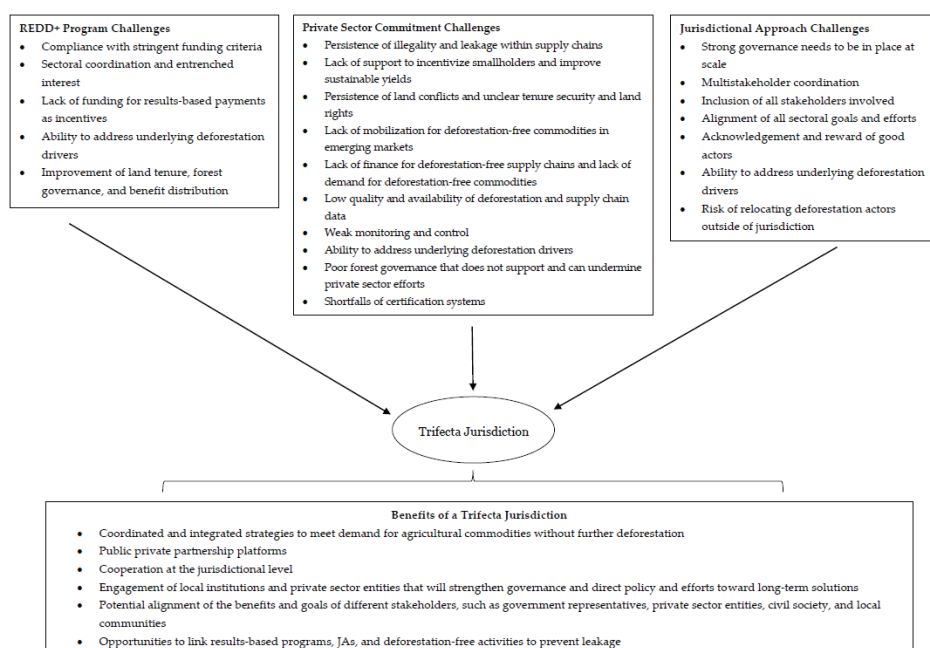 REDD+ Program Challenges
• Compliance with stringent funding criteria
• Sectoral coordination and entrenched
interest
• Lack of funding for results-based payments
as incentives
• Ability to address underlying deforestation
drivers
• Improvement of land tenure, forest
governance, and benefit distribution
Private Sector Commitment Challenges
• Persistence of illegality and leakage within supply chains
• Lack of support to incentivize smallholders and improve
sustainable yields
• Persistence of land conflicts and unclear tenure security and land
rights
• Lack of mobilization for deforestation-free commodities in
emerging markets
• Lack of finance for deforestation-free supply chains and lack of
demand for deforestation-free commodities
• Low quality and availability of deforestation and supply chain
data
• Weak monitoring and control
• Ability to address underlying deforestation drivers
• Poor forest governance that does not support and can undermine
private sector efforts
• Shortfalls of certification systems
Jurisdictional Approach Challenges
• Strong governance needs to be in place at
scale
• Multistakeholder coordination
• Inclusion of all stakeholders involved
• Alignment of all sectoral goals and efforts
• Acknowledgement and reward of good
actors
• Ability to address underlying deforestation
drivers
• Risk of relocating deforestation actors
outside of jurisdiction
Trifecta Jurisdiction
Benefits of a Trifecta Jurisdiction
• Coordinated and integrated strategies to meet demand for agricultural commodities without further deforestation
• Public private partnership platforms
• Cooperation at the jurisdictional level
• Engagement of local institutions and private sector entities that will strengthen governance and direct policy and efforts toward long-term solutions
• Potential alignment of the benefits and goals of different stakeholders, such as government representatives, private sector entities, civil society, and local
communities
• Opportunities to link results-based programs, JAs, and deforestation-free activities to prevent leakage